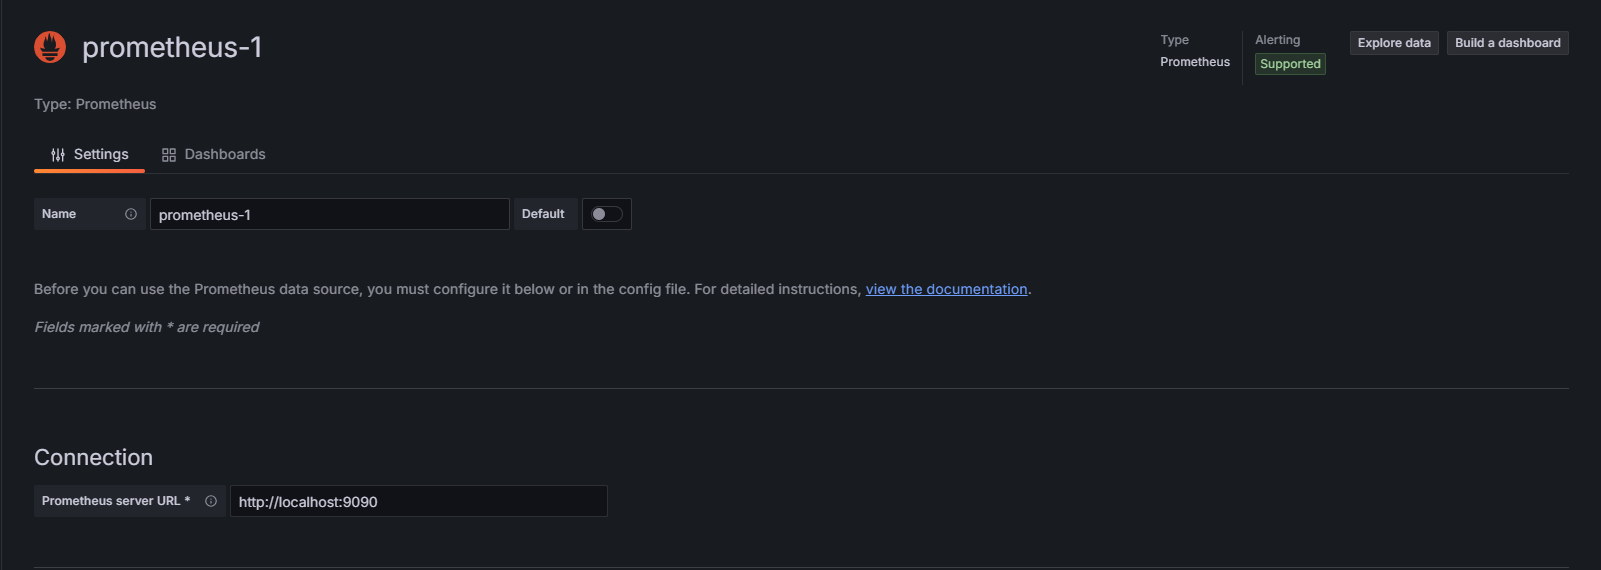 prometheus-1
Type
Prometheus
Alerting
Supported
Explore data
Build a dashboard
Type: Prometheus
Settings
Dashboards
Name
prometheus-1
Default
Before you can use the Prometheus data source, you must configure it below or in the config file. For detailed instructions, view the documentation.
Fields marked with * are required
Connection
Prometheus server URL *
http://localhost:9090